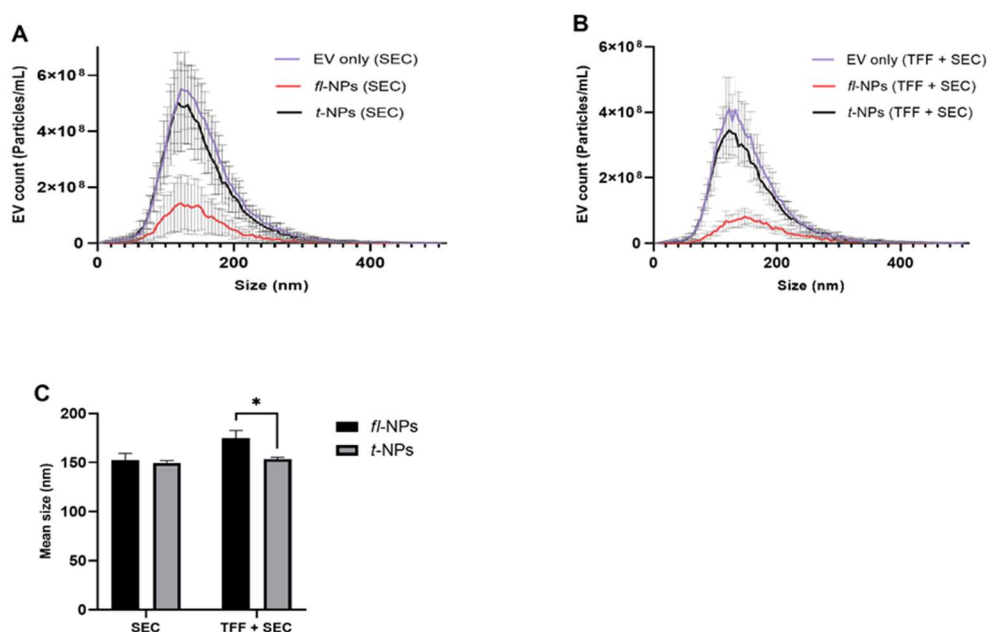 A
EV count (Particles/mL)
6×10⁸
4×10⁸
2×10⁸
0
0
200
400
Size (nm)
EV only (SEC)
fl-NPs (SEC)
t-NPs (SEC)
B
EV count (Particles/mL)
6×10⁸
4×10⁸
2×10⁸
0
0
200
400
Size (nm)
EV only (TFF + SEC)
fl-NPs (TFF + SEC)
t-NPs (TFF + SEC)
C
Mean size (nm)
200
150
100
50
0
*
SEC
TFF + SEC
fl-NPs
t-NPs